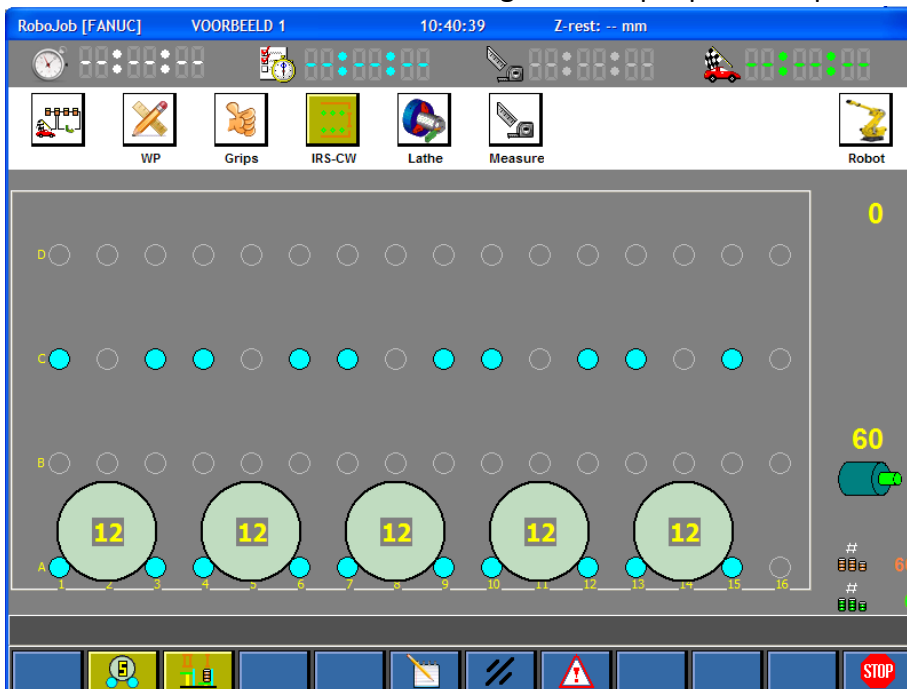 RoboJob [FANUC] VOORBEELD 1 10:40:39 Z-rest: -- mm
WP Grips IRS-CW Lathe Measure Robot
0
D
C
60
B
12 12 12 12 12
A
1 2 3 4 5 6 7 8 9 10 11 12 13 14 15 16
#
#
S
STOP